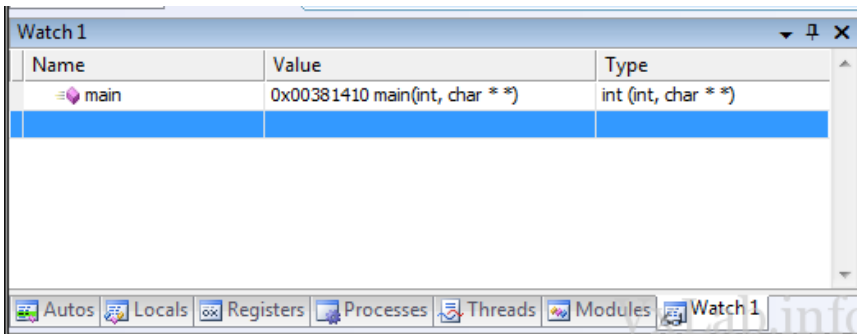 Watch 1
Name Value Type
main 0x00381410 main(int, char * *) int (int, char * *)
Autos Locals Registers Processes Threads Modules Watch 1